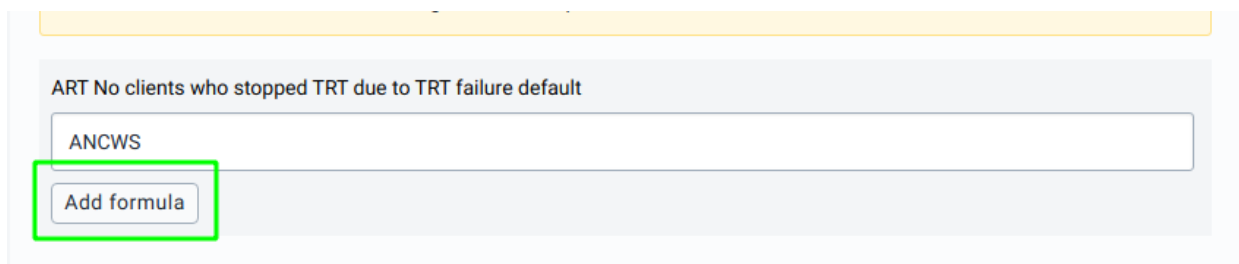 ART No clients who stopped TRT due to TRT failure default
ANCWS
Add formula